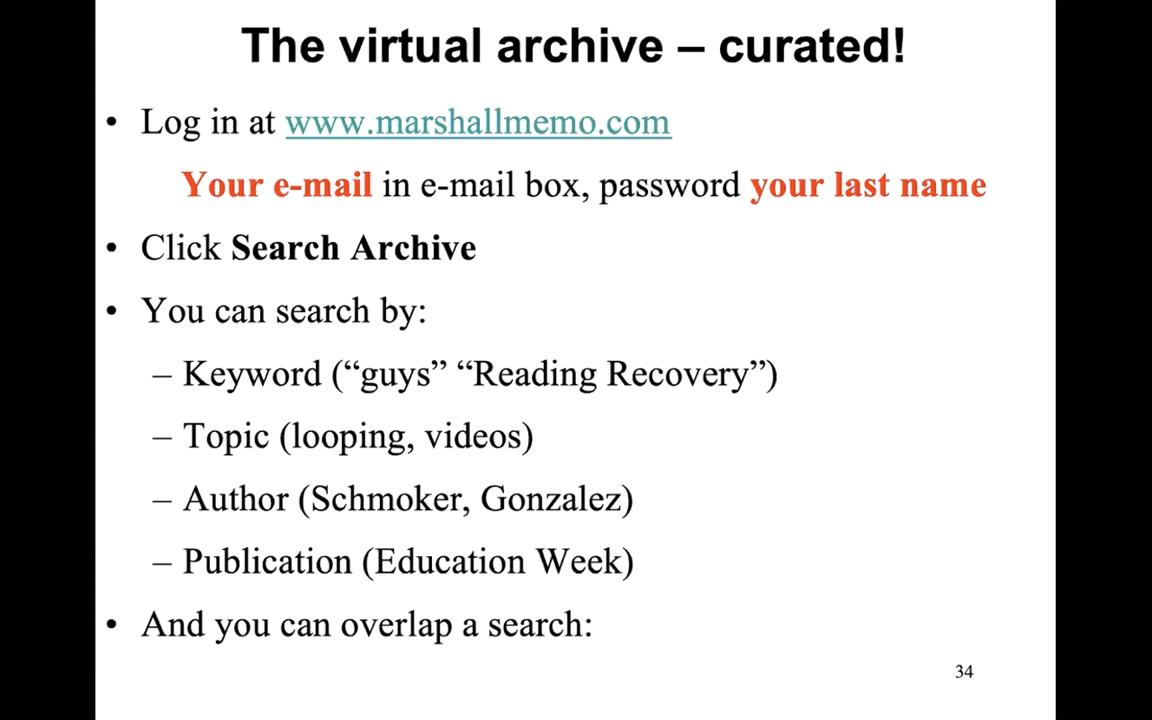 The virtual archive – curated!
• Log in at www.marshallmemo.com
Your e-mail in e-mail box, password your last name
• Click Search Archive
• You can search by:
– Keyword (“guys” “Reading Recovery”)
– Topic (looping, videos)
– Author (Schmoker, Gonzalez)
– Publication (Education Week)
• And you can overlap a search:
34